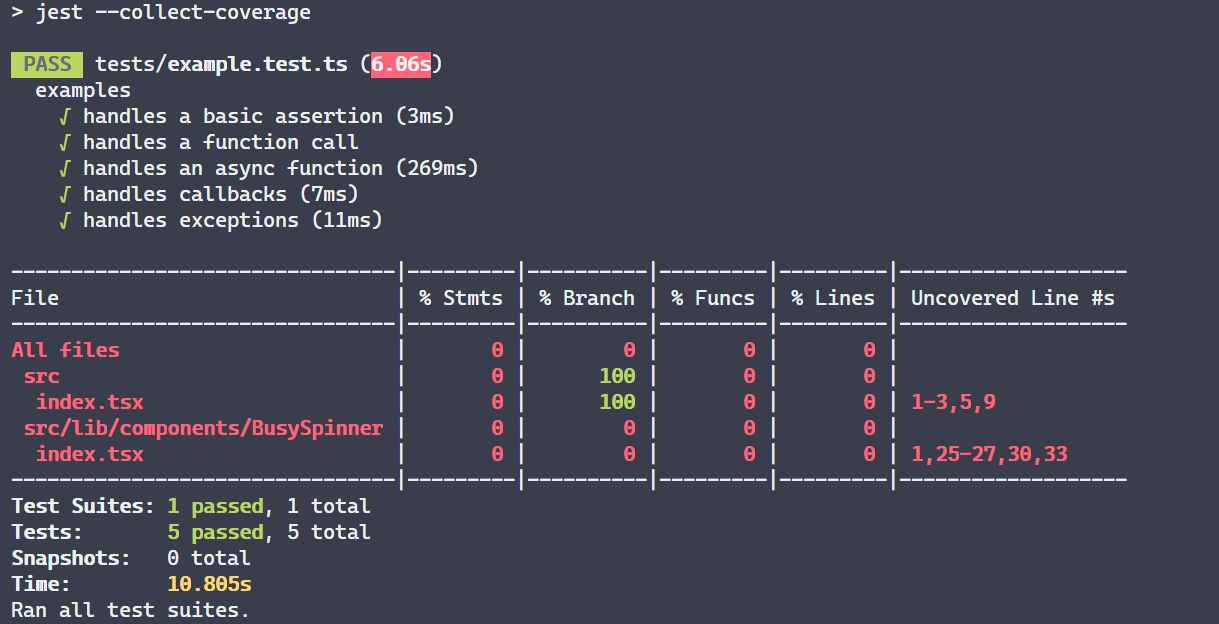 > jest --collect-coverage
PASS tests/example.test.ts (6.06s)
examples
√ handles a basic assertion (3ms)
√ handles a function call
√ handles an async function (269ms)
√ handles callbacks (7ms)
√ handles exceptions (11ms)
--------------------------------|---------|----------|---------|---------|-------------------
File | % Stmts | % Branch | % Funcs | % Lines | Uncovered Line #s
--------------------------------|---------|----------|---------|---------|-------------------
All files | 0 | 0 | 0 | 0 |
src | 0 | 100 | 0 | 0 |
index.tsx | 0 | 100 | 0 | 0 | 1-3,5,9
src/lib/components/BusySpinner | 0 | 0 | 0 | 0 |
index.tsx | 0 | 0 | 0 | 0 | 1,25-27,30,33
--------------------------------|---------|----------|---------|---------|-------------------
Test Suites: 1 passed, 1 total
Tests: 5 passed, 5 total
Snapshots: 0 total
Time: 10.805s
Ran all test suites.